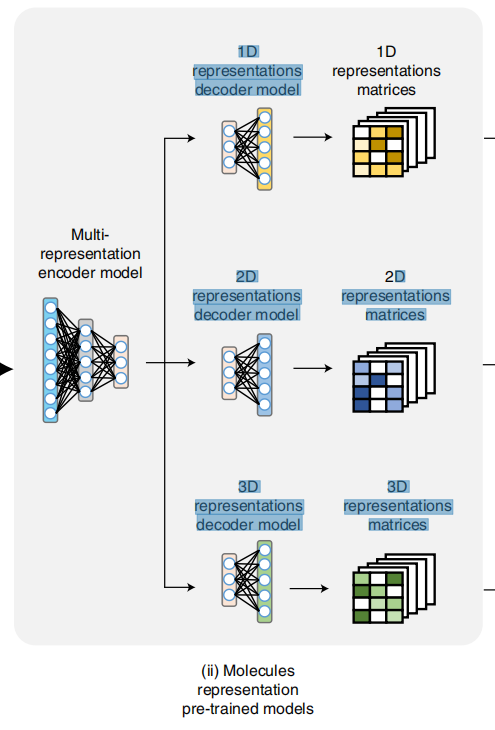 1D
representations
decoder model
1D
representations
matrices
Multi-
representation
encoder model
2D
representations
decoder model
2D
representations
matrices
3D
representations
decoder model
3D
representations
matrices
(ii) Molecules
representation
pre-trained models